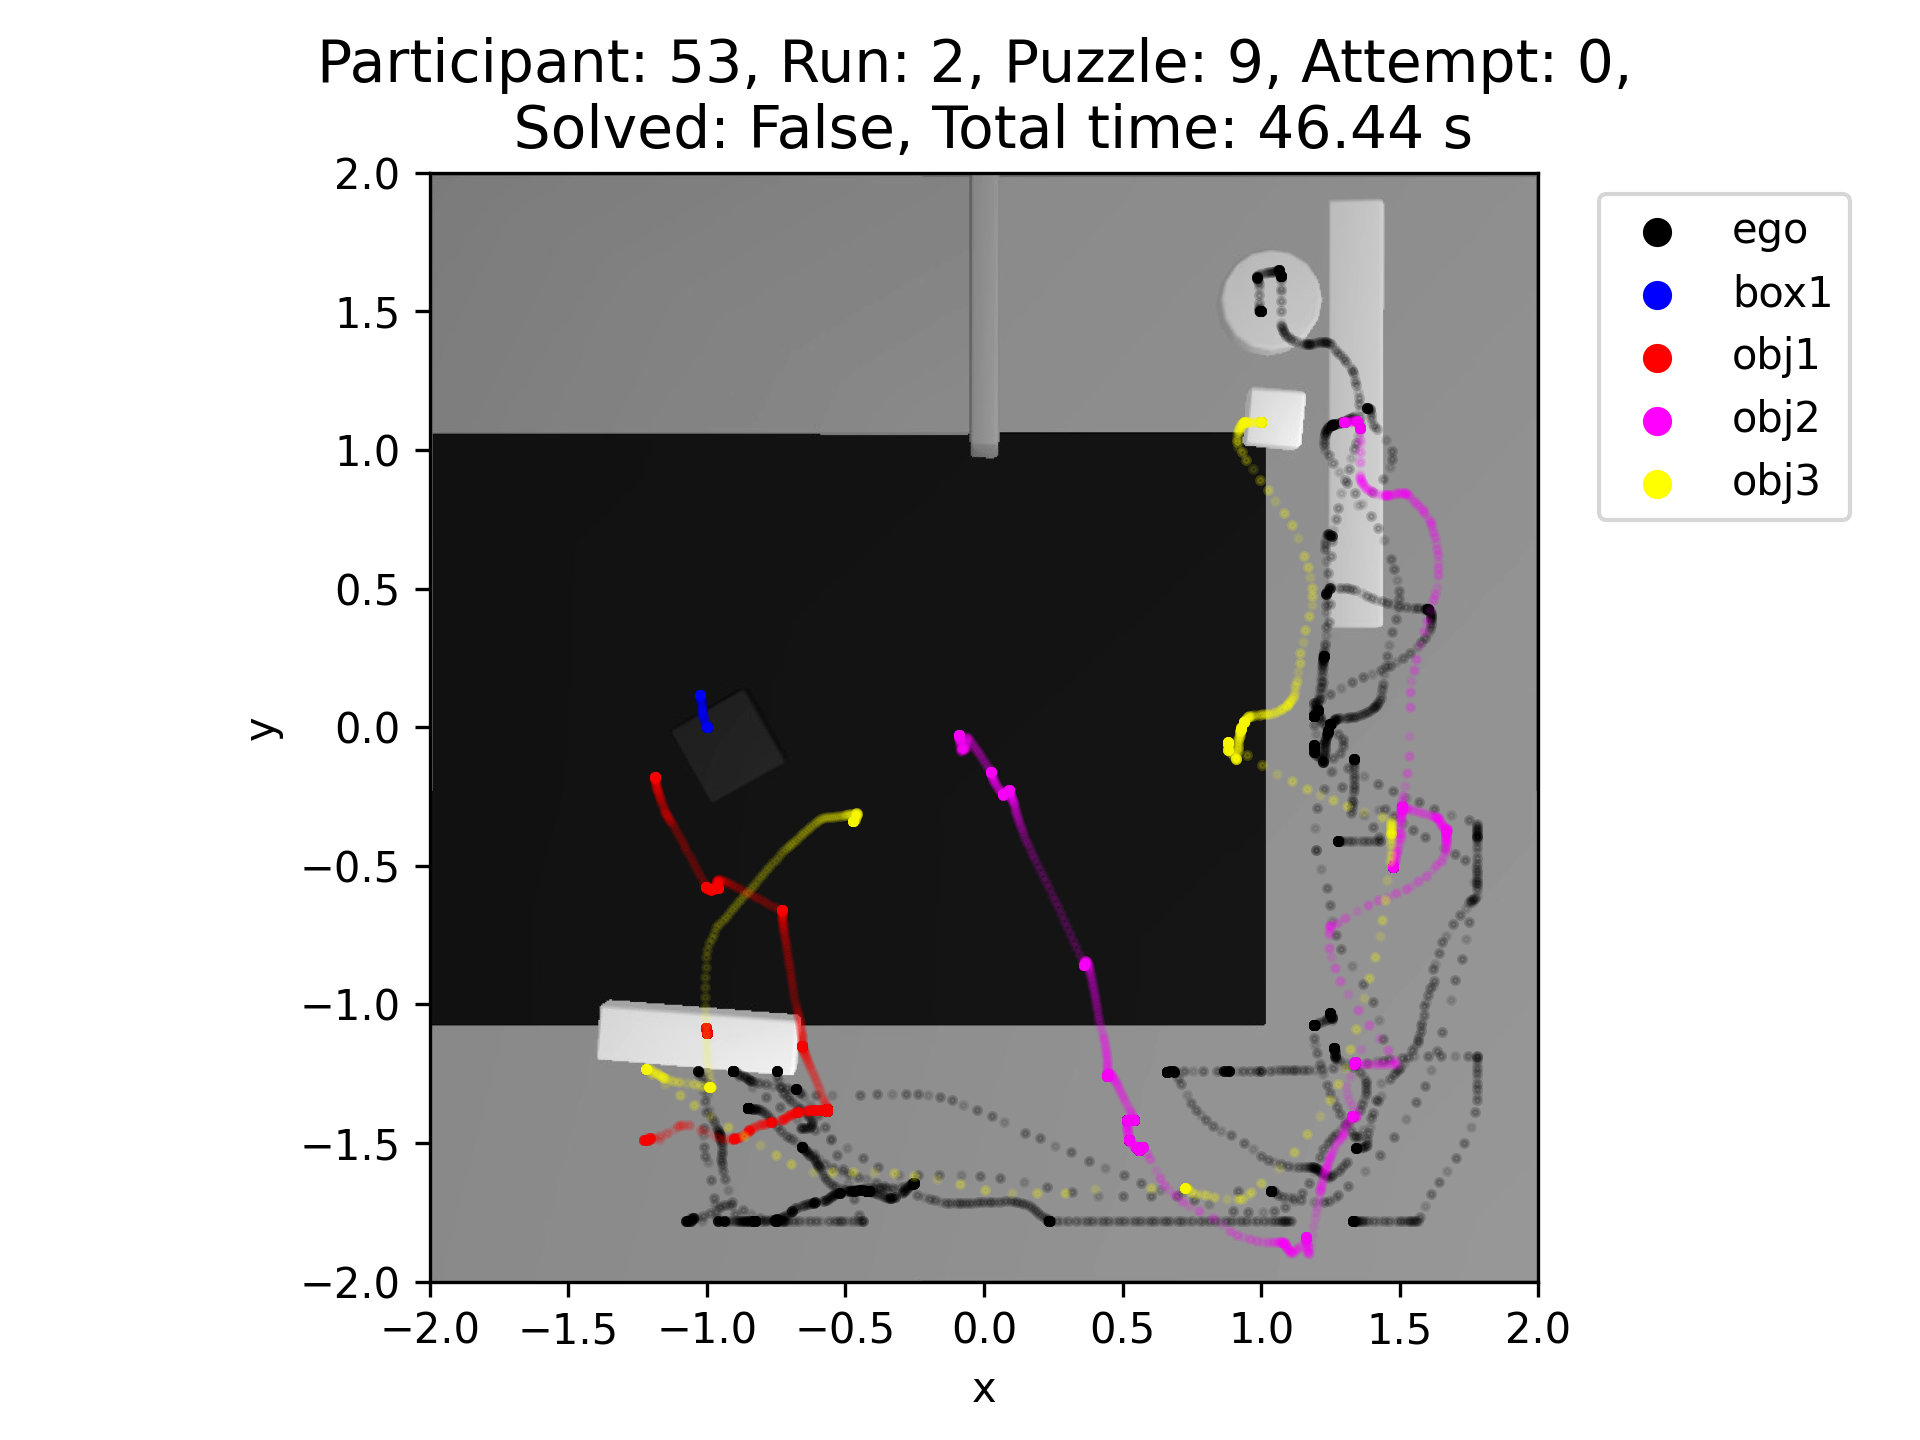 Participant: 53, Run: 2, Puzzle: 9, Attempt: 0,
Solved: False, Total time: 46.44 s
2.0
1.5
1.0
0.5
0.0
−0.5
−1.0
−1.5
−2.0
y
−2.0 −1.5 −1.0 −0.5 0.0 0.5 1.0 1.5 2.0
x
ego
box1
obj1
obj2
obj3